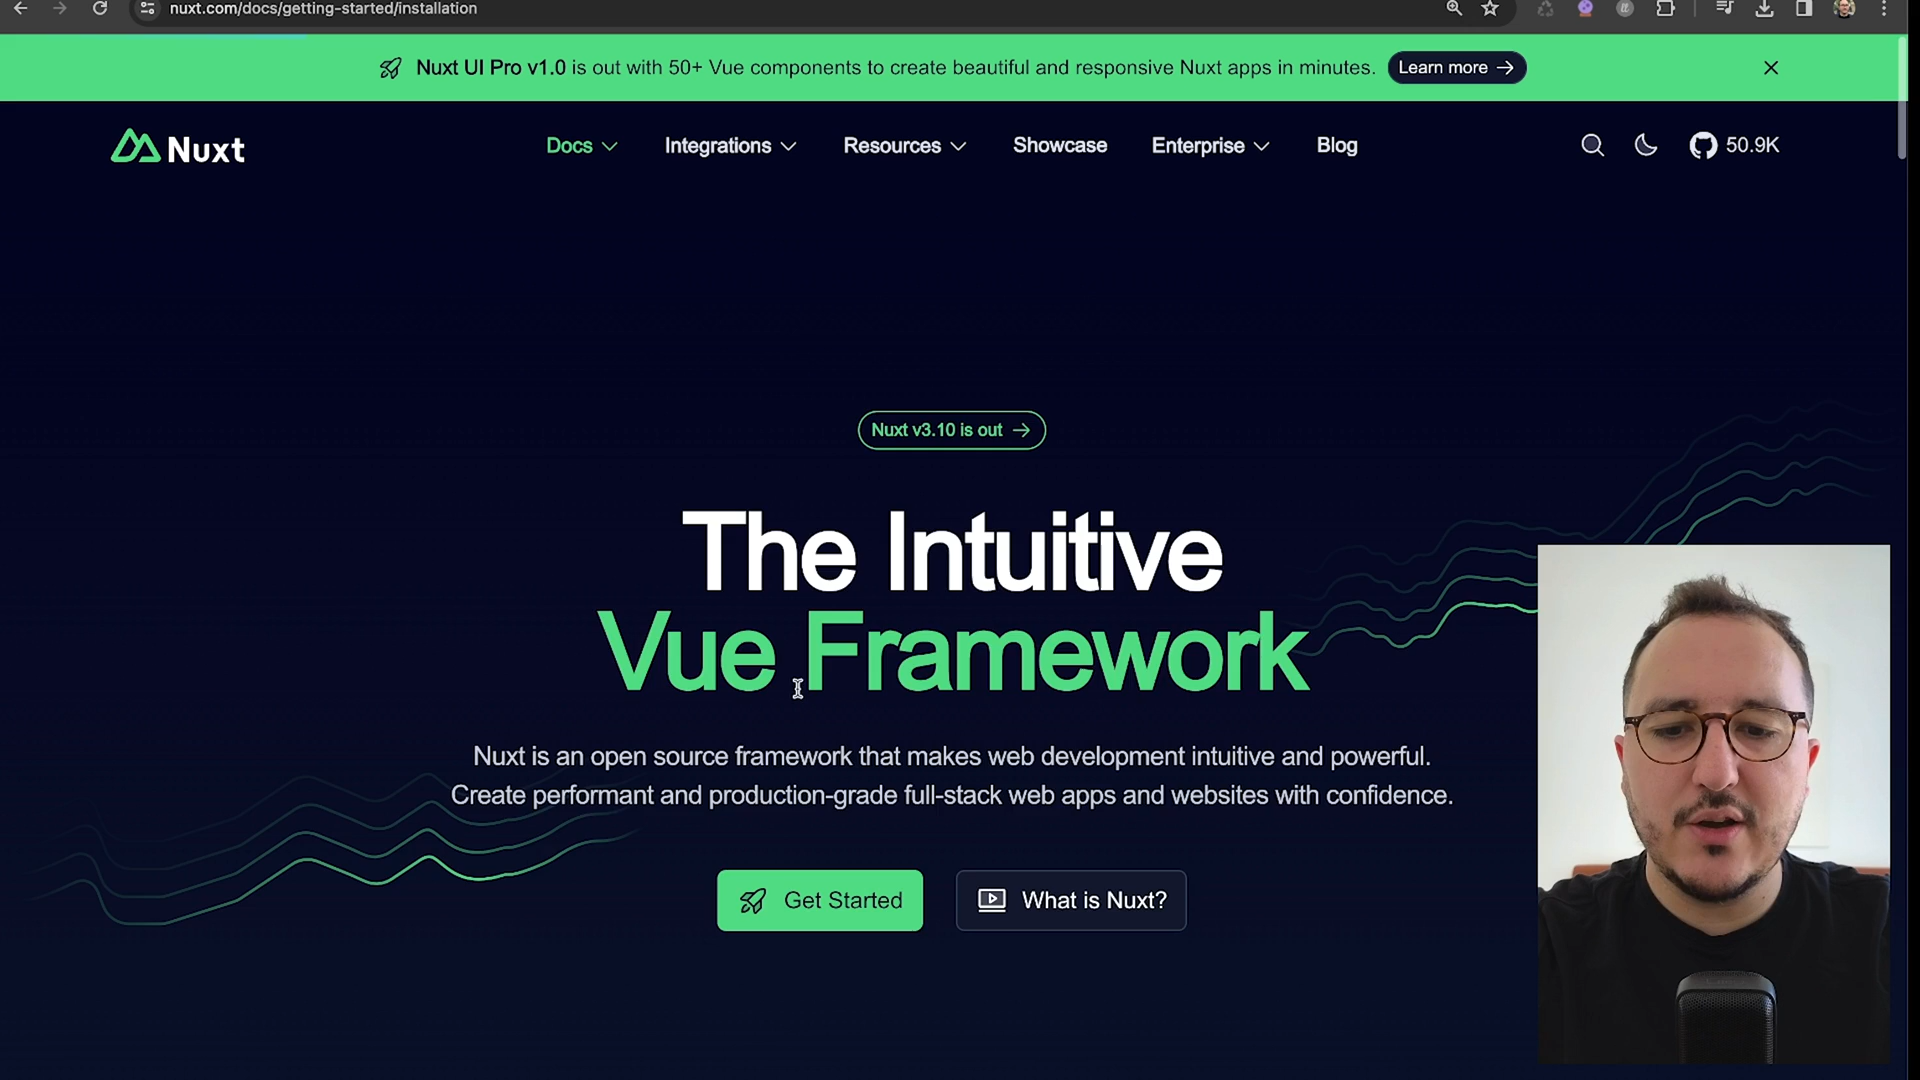 nuxt.com/docs/getting-started/installation
Nuxt UI Pro v1.0 is out with 50+ Vue components to create beautiful and responsive Nuxt apps in minutes. Learn more →
Nuxt Docs Integrations Resources Showcase Enterprise Blog 50.9K
Nuxt v3.10 is out →
The Intuitive
Vue Framework
Nuxt is an open source framework that makes web development intuitive and powerful.
Create performant and production-grade full-stack web apps and websites with confidence.
Get Started What is Nuxt?